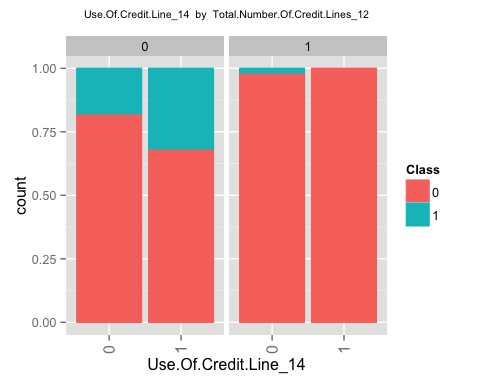 Use.Of.Credit.Line_14 by Total.Number.Of.Credit.Lines_12
0 1
1.00
0.75
0.50
0.25
0.00
count
0 1 0 1
Use.Of.Credit.Line_14
Class
0
1